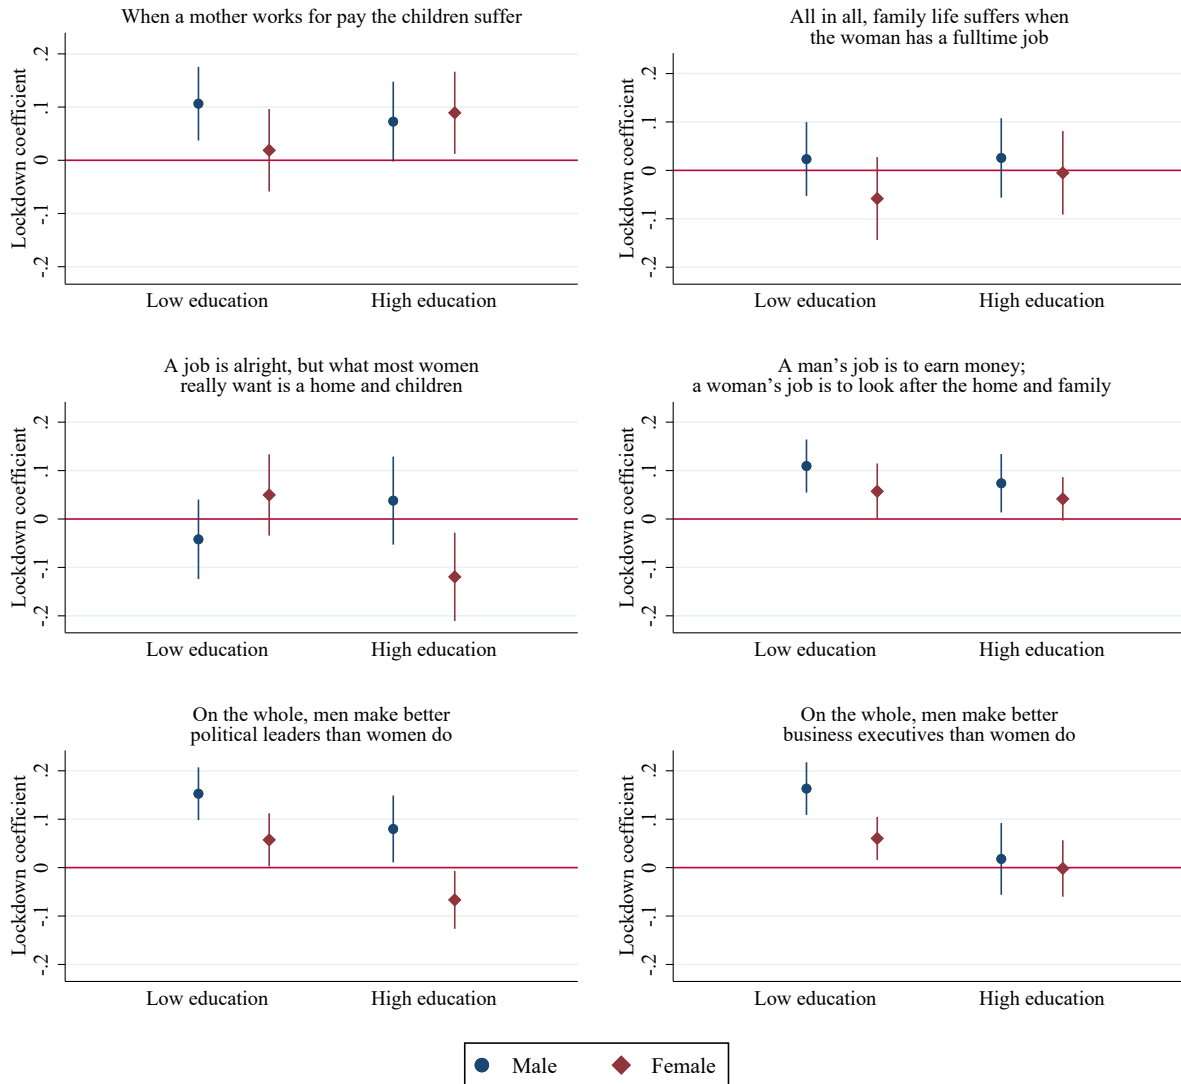 When a mother works for pay the children suffer
Lockdown coefficient
.2
.1
0
-.1
-.2
Low education
High education
All in all, family life suffers when
the woman has a fulltime job
Lockdown coefficient
.2
.1
0
-.1
-.2
Low education
High education
A job is alright, but what most women
really want is a home and children
Lockdown coefficient
.2
.1
0
-.1
-.2
Low education
High education
A man's job is to earn money;
a woman's job is to look after the home and family
Lockdown coefficient
.2
.1
0
-.1
-.2
Low education
High education
On the whole, men make better
political leaders than women do
Lockdown coefficient
.2
.1
0
-.1
-.2
Low education
High education
On the whole, men make better
business executives than women do
Lockdown coefficient
.2
.1
0
-.1
-.2
Low education
High education
Male
Female